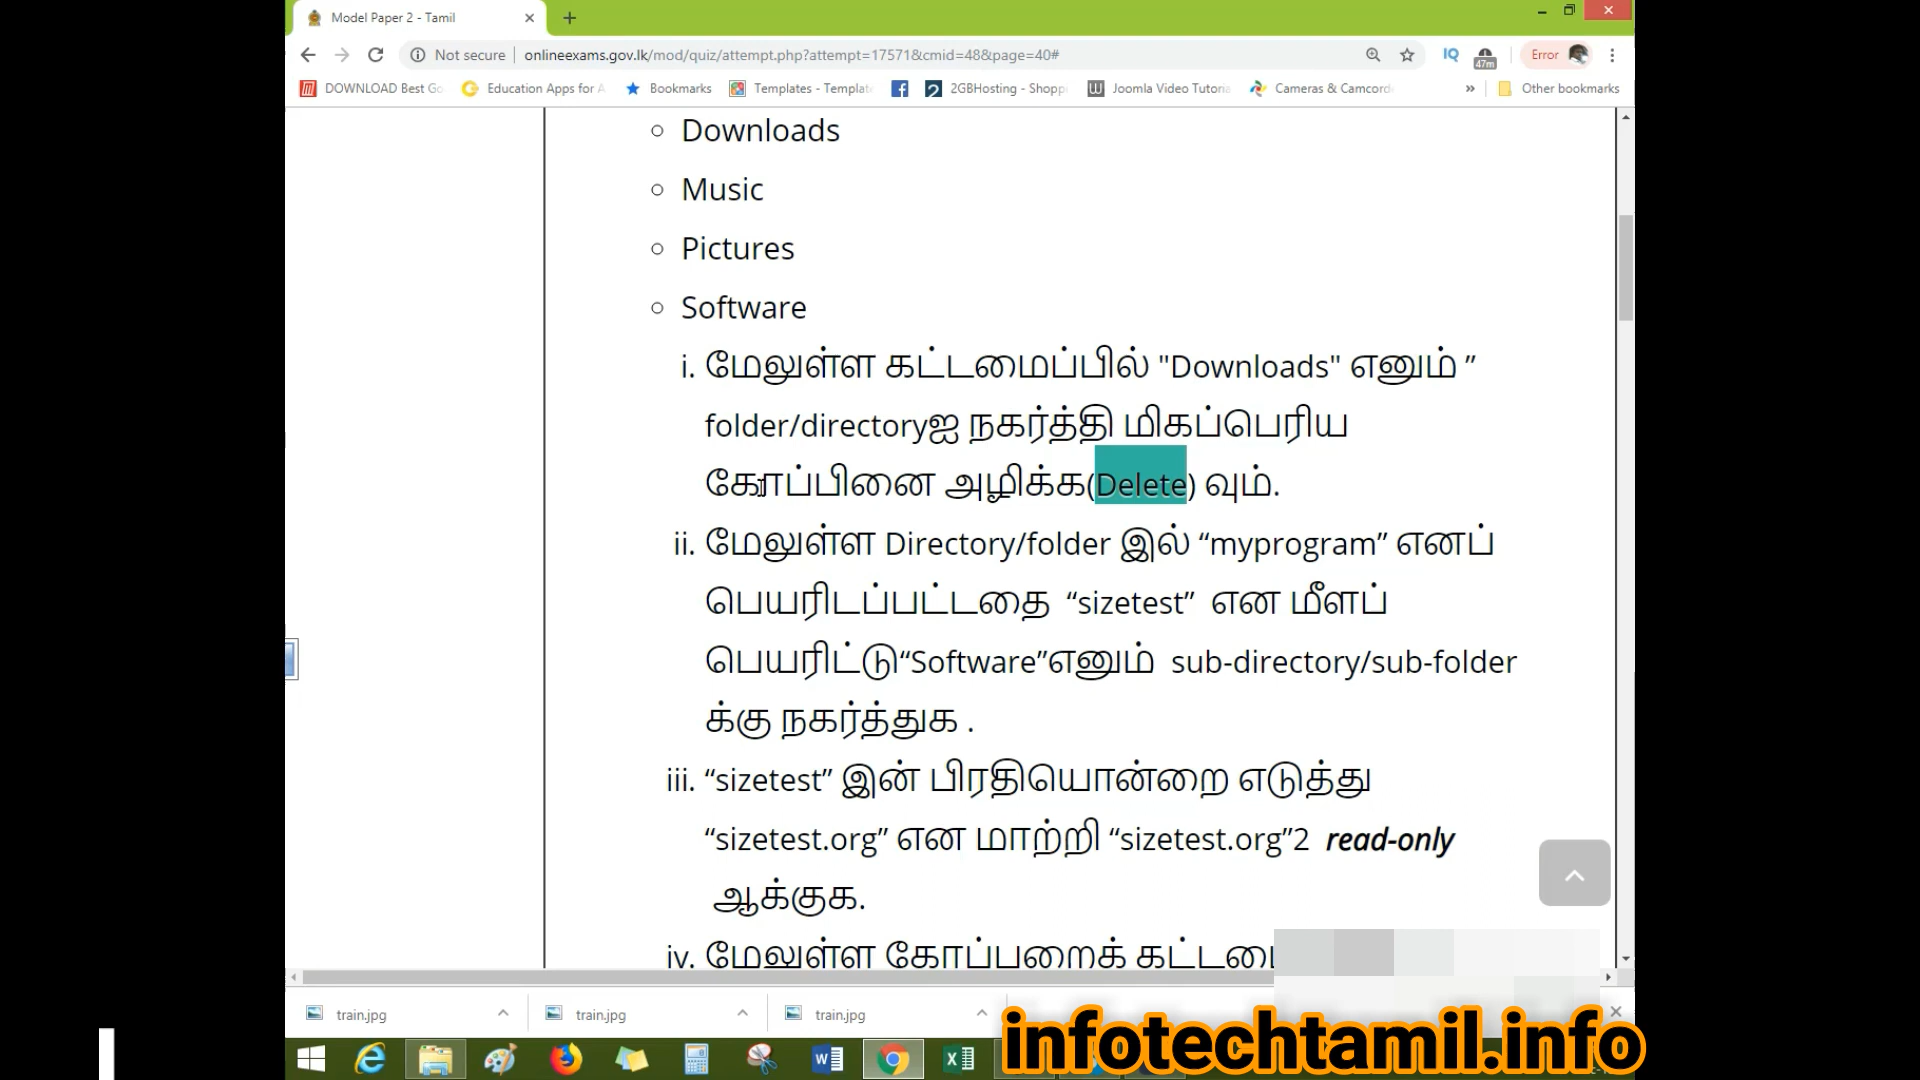 Model Paper 2 - Tamil
Not secure | onlineexams.gov.lk/mod/quiz/attempt.php?attempt=17571&cmid=48&page=40#
IQ
47m
Error
DOWNLOAD Best Go
Education Apps for A
Bookmarks
Templates - Templat
2GBHosting - Shopp
Joomla Video Tutoria
Cameras & Camcord
»
Other bookmarks
Downloads
Music
Pictures
Software
i. மேலுள்ள கட்டமைப்பில் "Downloads" எனும் ”
folder/directoryஐ நகர்த்தி மிகப்பெரிய
கோப்பினை அழிக்க(Delete) வும்.
ii. மேலுள்ள Directory/folder இல் “myprogram” எனப்
பெயரிடப்பட்டதை “sizetest” என மீளப்
பெயரிட்டு“Software”எனும் sub-directory/sub-folder
க்கு நகர்த்துக .
iii. “sizetest” இன் பிரதியொன்றை எடுத்து
“sizetest.org” என மாற்றி “sizetest.org”2 read-only
ஆக்குக.
iv. மேலுள்ள கோப்பறைக் கட்டமை
train.jpg
train.jpg
train.jpg
infotechtamil.info